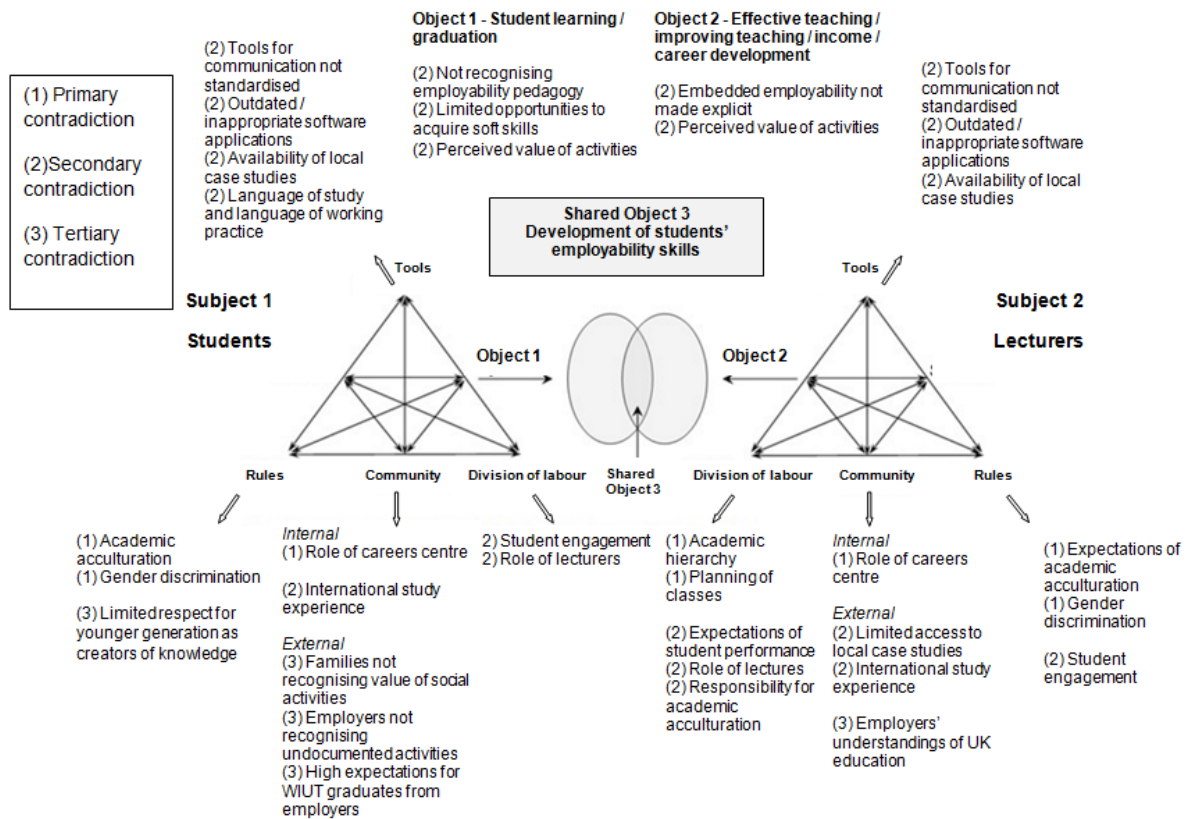 Object 1 - Student learning /
graduation
(2) Not recognising
employability pedagogy
(2) Limited opportunities to
acquire soft skills
(2) Perceived value of activities
Object 2 - Effective teaching /
improving teaching / income /
career development
(2) Embedded employability not
made explicit
(2) Perceived value of activities
(1) Primary
contradiction
(2)Secondary
contradiction
(3) Tertiary
contradiction
(2) Tools for
communication not
standardised
(2) Outdated /
inappropriate software
applications
(2) Availability of local
case studies
(2) Language of study
and language of working
practice
(2) Tools for
communication not
standardised
(2) Outdated /
inappropriate software
applications
(2) Availability of local
case studies
Shared Object 3
Development of students'
employability skills
Tools
Tools
Subject 1
Students
Subject 2
Lecturers
Object 1
Object 2
Rules
Community
Division of labour
Shared
Object 3
Division of labour
Community
Rules
(1) Academic
acculturation
(1) Gender discrimination
(3) Limited respect for
younger generation as
creators of knowledge
Internal
(1) Role of careers centre
(2) International study
experience
External
(3) Families not
recognising value of social
activities
(3) Employers not
recognising
undocumented activities
(3) High expectations for
WIUT graduates from
employers
2) Student engagement
2) Role of lecturers
(1) Academic
hierarchy
(1) Planning of
classes
(2) Expectations of
student performance
(2) Role of lectures
(2) Responsibility for
academic
acculturation
Internal
(1) Role of careers
centre
External
(2) Limited access to
local case studies
(2) International study
experience
(3) Employers'
understandings of UK
education
(1) Expectations of
academic
acculturation
(1) Gender
discrimination
(2) Student
engagement